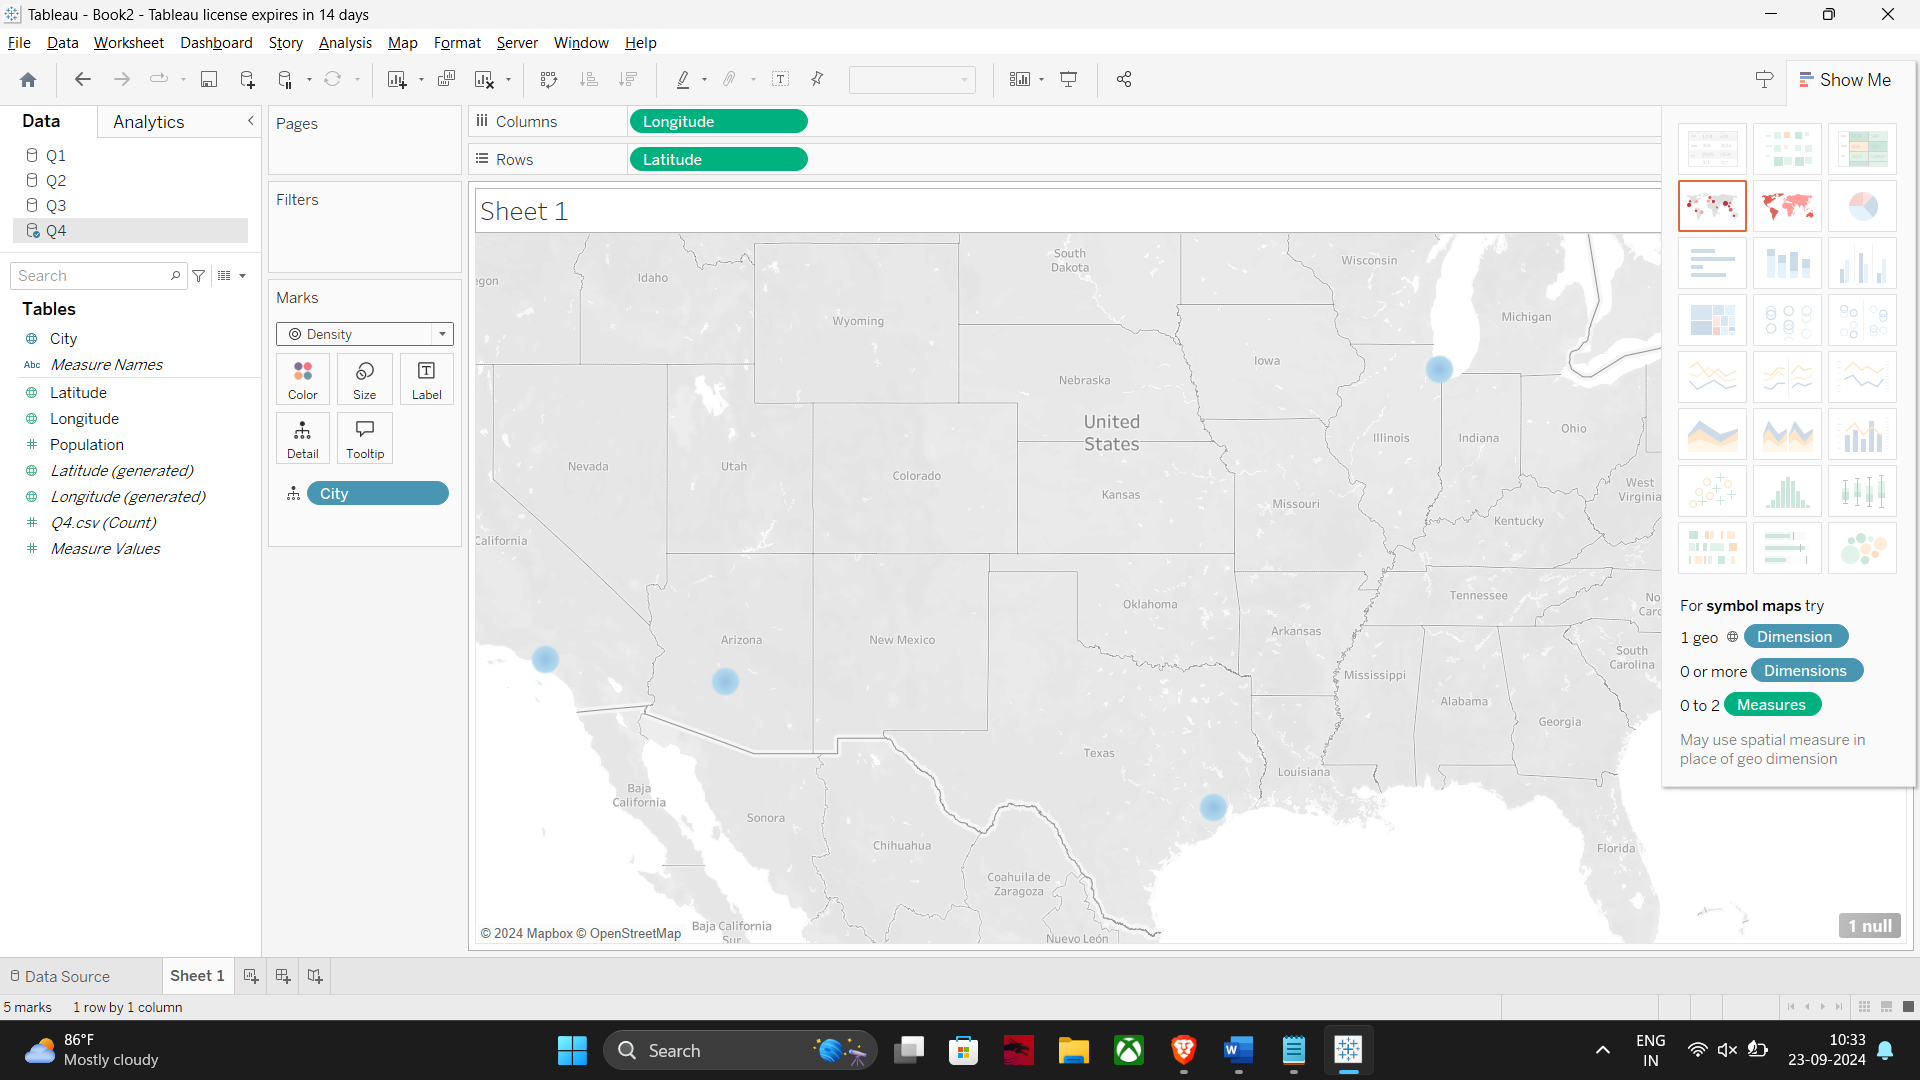 Tableau - Book2 - Tableau license expires in 14 days
File Data Worksheet Dashboard Story Analysis Map Format Server Window Help
Show Me
Data Analytics
Q1
Q2
Q3
Q4
Search
Tables
City
Abc Measure Names
Latitude
Longitude
Population
Latitude (generated)
Longitude (generated)
Q4.csv (Count)
Measure Values
Pages
Filters
Marks
Density
Color Size Label
Detail Tooltip
City
Columns Longitude
Rows Latitude
Sheet 1
egon
Idaho
Wyoming
South
Dakota
Wisconsin
Michigan
Iowa
Nebraska
United
States
Illinois
Indiana
Ohio
Nevada
Utah
Colorado
Kansas
Missouri
West
Virginia
Kentucky
California
Oklahoma
Tennessee
No
Carc
Arizona
New Mexico
Arkansas
South
Carolina
Mississippi
Alabama
Georgia
Texas
Louisiana
Baja
California
Sonora
Chihuahua
Coahuila de
Zaragoza
Florida
Baja California
Sur
Nuevo León
© 2024 Mapbox © OpenStreetMap
1 null
For symbol maps try
1 geo Dimension
0 or more Dimensions
0 to 2 Measures
May use spatial measure in
place of geo dimension
Data Source Sheet 1
5 marks 1 row by 1 column
86°F
Mostly cloudy
Search
ENG
IN
10:33
23-09-2024